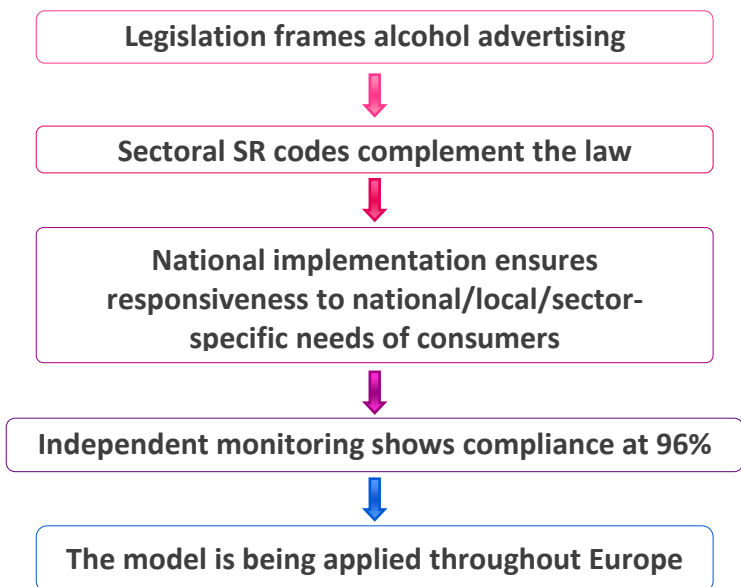 Legislation frames alcohol advertising
Sectoral SR codes complement the law
National implementation ensures
responsiveness to national/local/sector-
specific needs of consumers
Independent monitoring shows compliance at 96%
The model is being applied throughout Europe